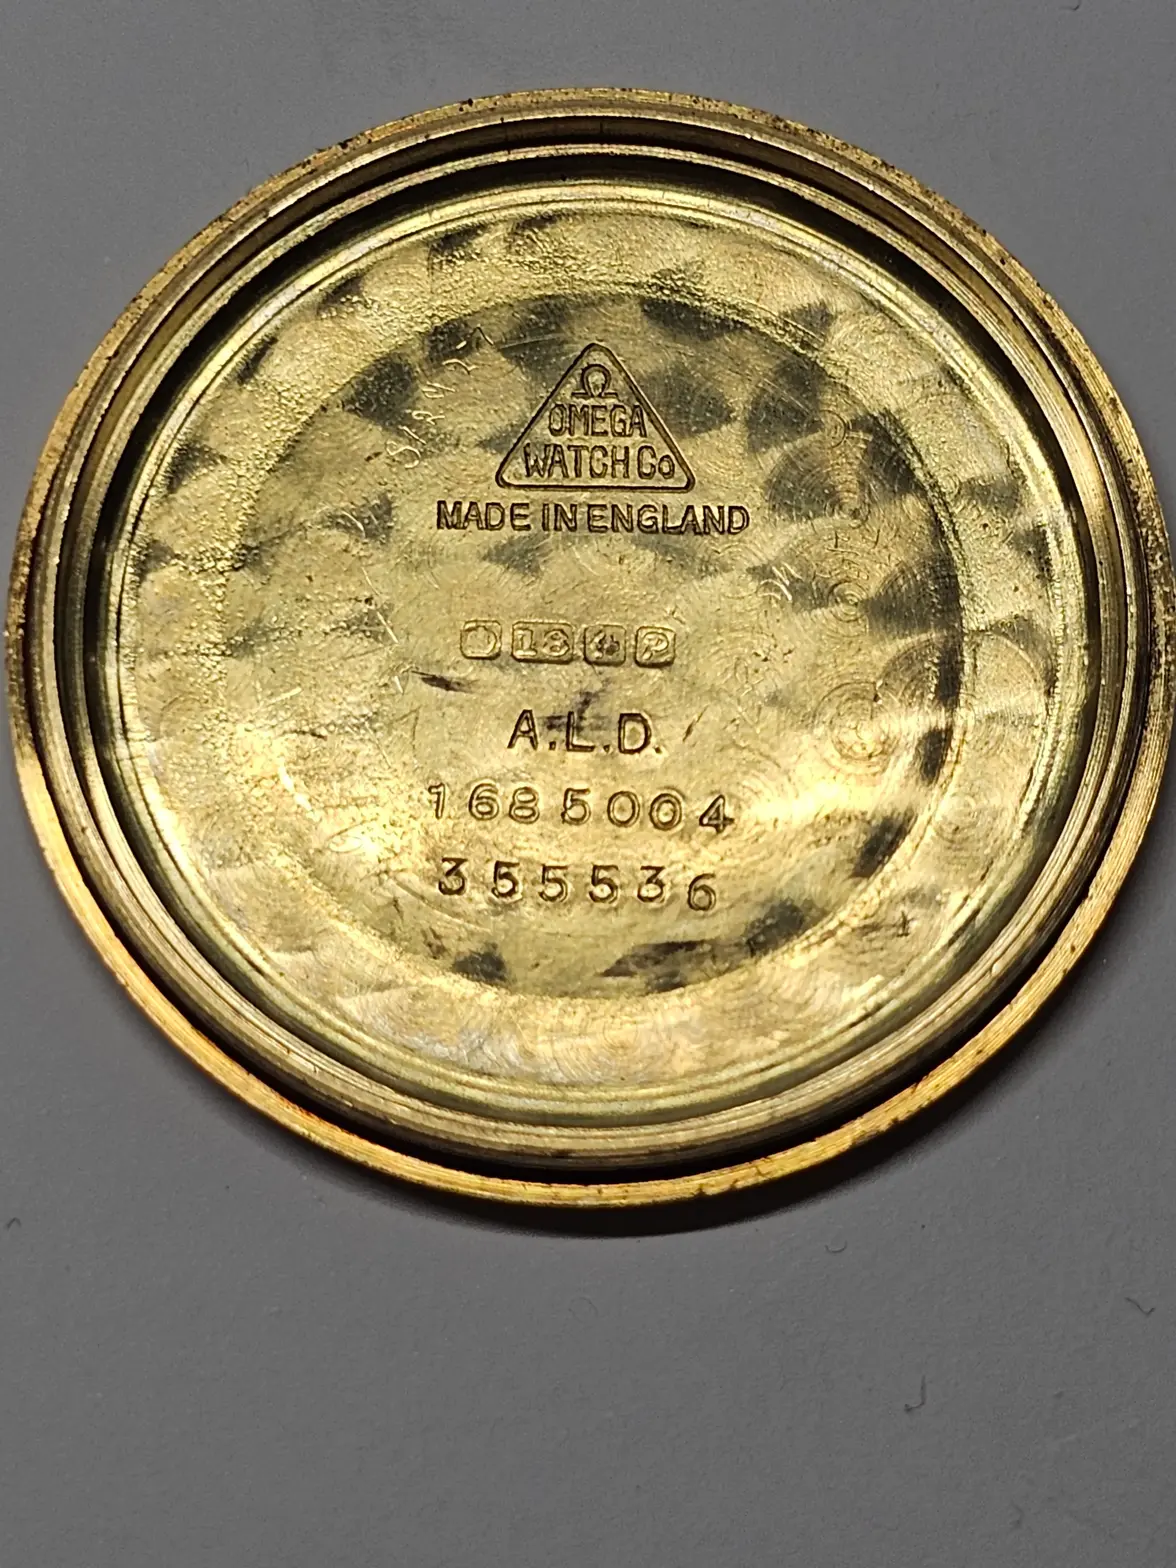 Ω
OMEGA
WATCH Co
MADE IN ENGLAND
A.L.D.
1685004
355536